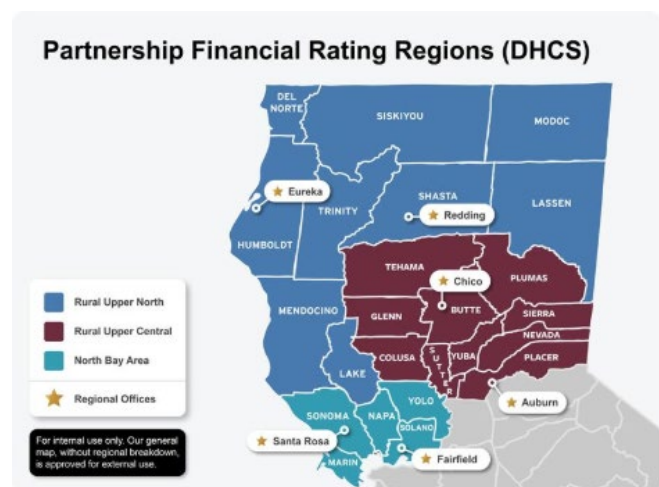 Partnership Financial Rating Regions (DHCS)
DEL
NORTE
SISKIYOU
MODOC
Eureka
TRINITY
SHASTA
Redding
LASSEN
HUMBOLDT
TEHAMA
PLUMAS
Chico
MENDOCINO
GLENN
BUTTE
SIERRA
NEVADA
COLUSA
SUTTER
YUBA
PLACER
LAKE
YOLO
Auburn
SONOMA
NAPA
SOLANO
Santa Rosa
Fairfield
MARIN
Rural Upper North
Rural Upper Central
North Bay Area
Regional Offices
For internal use only. Our general
map, without regional breakdown,
is approved for external use.